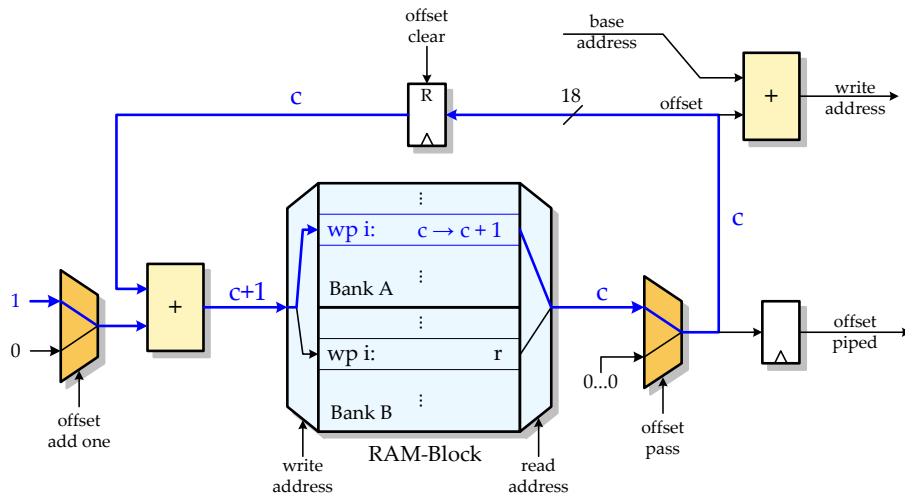 offset
clear
base
address
R
c
18
offset
+
write
address
⋮
wp i: c → c + 1
c
1
c+1
+
Bank A
⋮
c
⋮
offset
piped
0
wp i: r
0...0
Bank B
⋮
offset
add one
offset
pass
RAM-Block
write
address
read
address